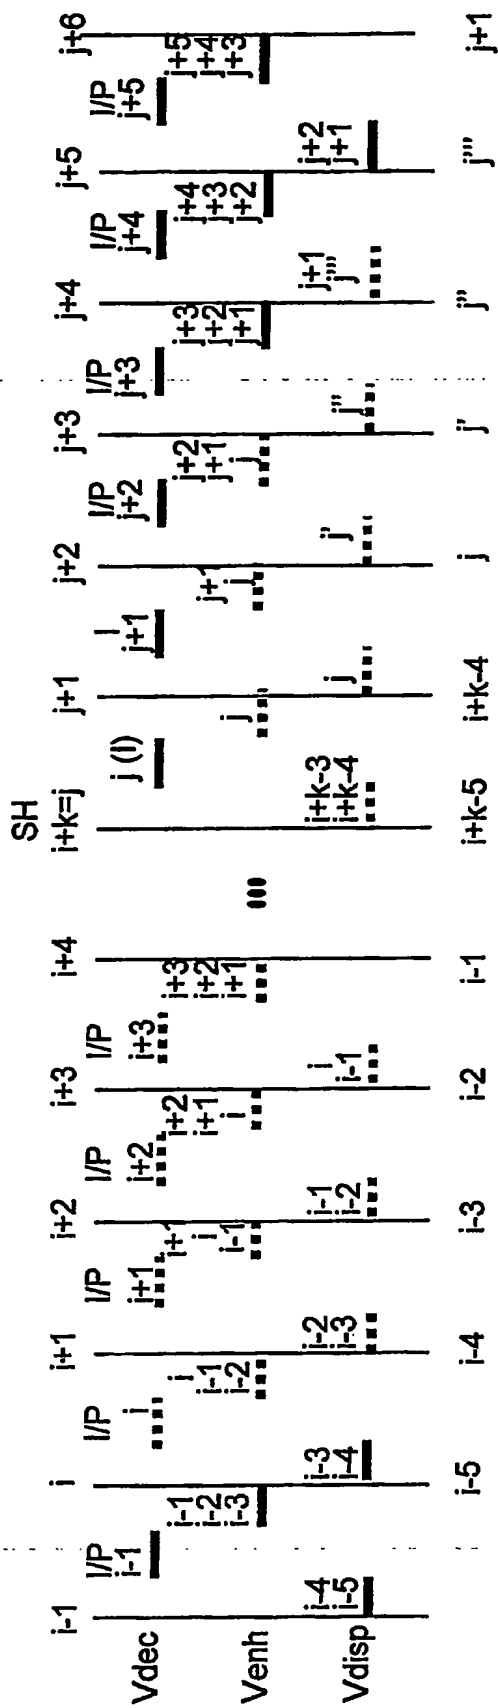 SH
i-1 i i+1 i+2 i+3 i+4 i+k=j j+1 j+2 j+3 j+4 j+5 j+6
I/P I/P I/P I/P I/P I I/P I/P I/P I/P
Vdec i-1 i i+1 i+2 i+3 j (I) j+1 j+2 j+3 j+4 j+5
i-1 i i+1 i+2 i+3 j+2 j+3 j+4 j+5
i-2 i-1 i i+1 i+2 j+1 j+1 j+2 j+3 j+4
Venh i-3 i-2 i-1 i i+1 j j j j+1 j+2 j+3
i-4 i-3 i-2 i-1 i i+k-3 j+1 j+2
Vdisp i-5 i-4 i-3 i-2 i-1 i+k-4 j j' j'' j''' j+1
i-5 i-4 i-3 i-2 i-1 i+k-5 i+k-4 j j' j'' j''' j+1